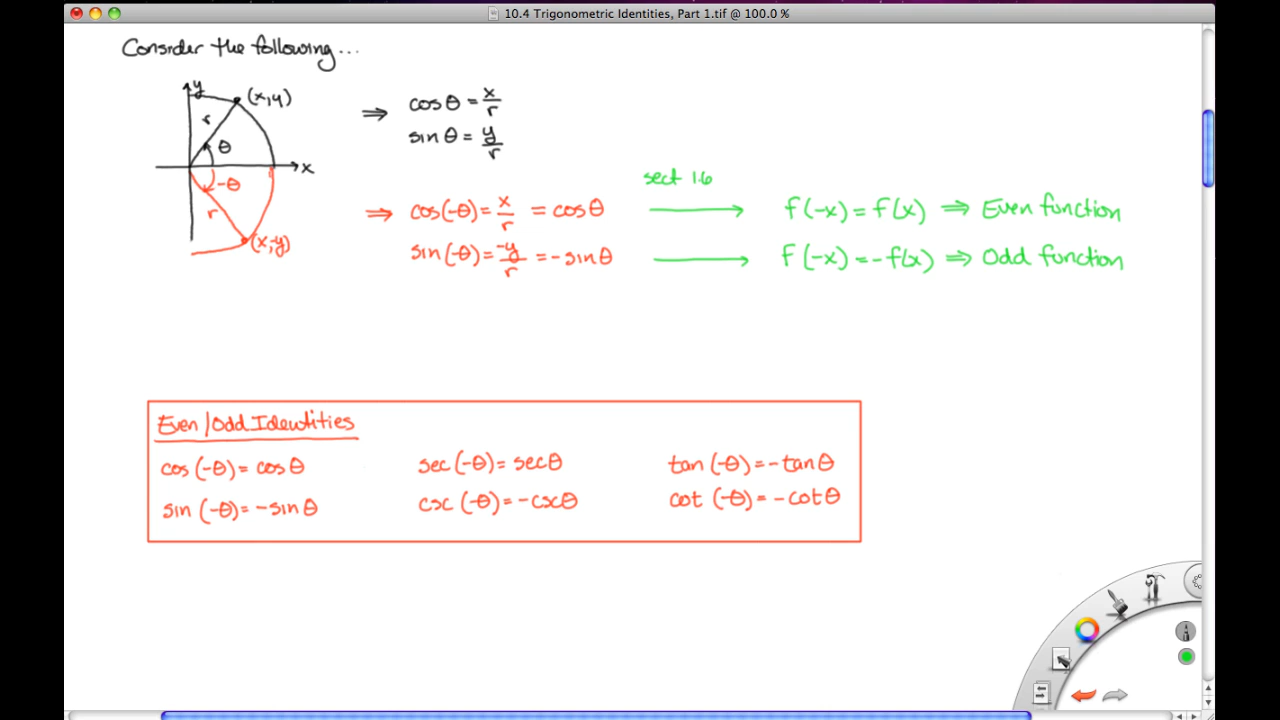 10.4 Trigonometric Identities, Part 1.tif @ 100.0 %
Consider the following...
y
(x,y)
r
θ
x
-θ
r
(x,-y)
⇒ cos θ = x/r
sin θ = y/r
sect 1.6
⇒ cos(-θ) = x/r = cos θ ⟶ f(-x) = f(x) ⇒ Even function
sin(-θ) = -y/r = -sin θ ⟶ f(-x) = -f(x) ⇒ Odd function
Even/Odd Identities
cos(-θ) = cos θ sec(-θ) = sec θ tan(-θ) = -tan θ
sin(-θ) = -sin θ csc(-θ) = -csc θ cot(-θ) = -cot θ